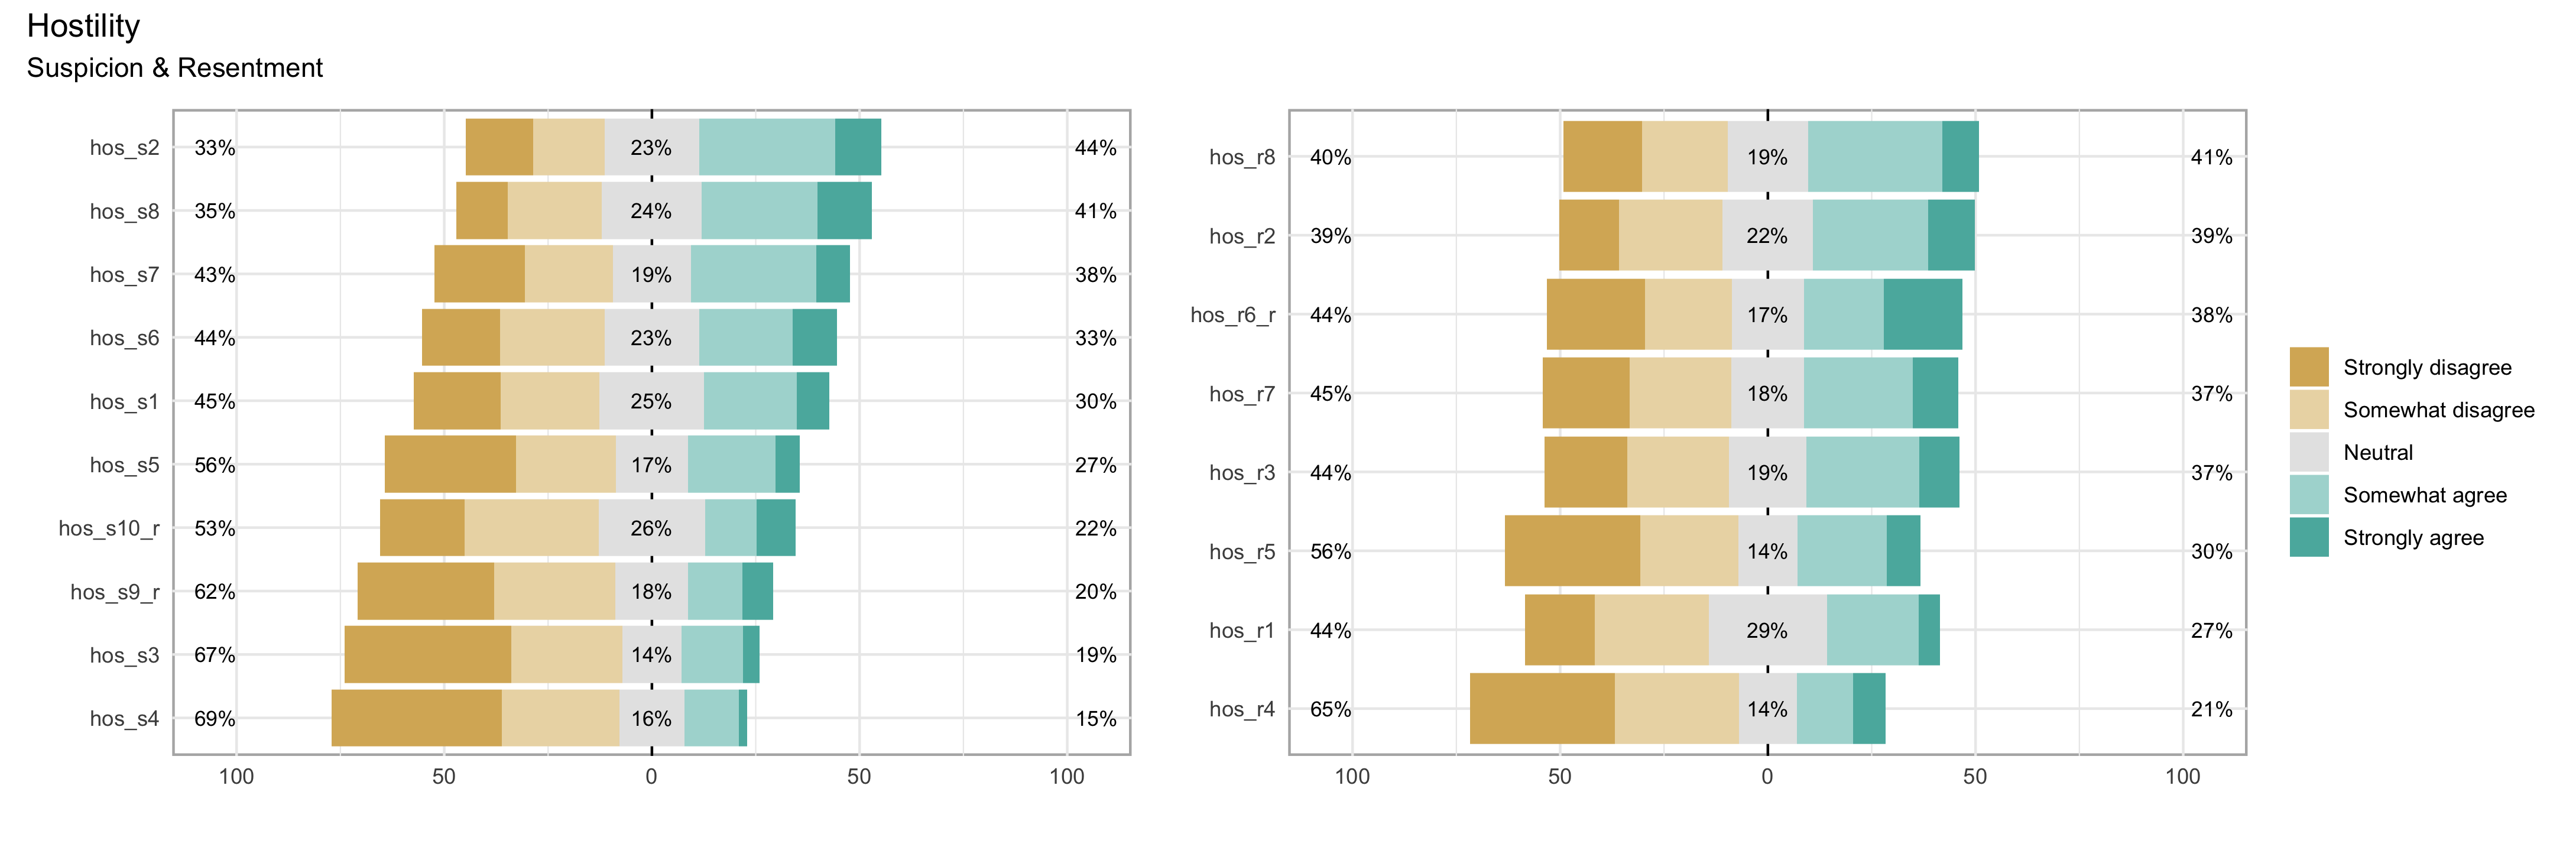 Hostility
Suspicion & Resentment
hos_s2 33% 23% 44%
hos_s8 35% 24% 41%
hos_s7 43% 19% 38%
hos_s6 44% 23% 33%
hos_s1 45% 25% 30%
hos_s5 56% 17% 27%
hos_s10_r 53% 26% 22%
hos_s9_r 62% 18% 20%
hos_s3 67% 14% 19%
hos_s4 69% 16% 15%
100 50 0 50 100
hos_r8 40% 19% 41%
hos_r2 39% 22% 39%
hos_r6_r 44% 17% 38%
hos_r7 45% 18% 37%
hos_r3 44% 19% 37%
hos_r5 56% 14% 30%
hos_r1 44% 29% 27%
hos_r4 65% 14% 21%
100 50 0 50 100
Strongly disagree
Somewhat disagree
Neutral
Somewhat agree
Strongly agree